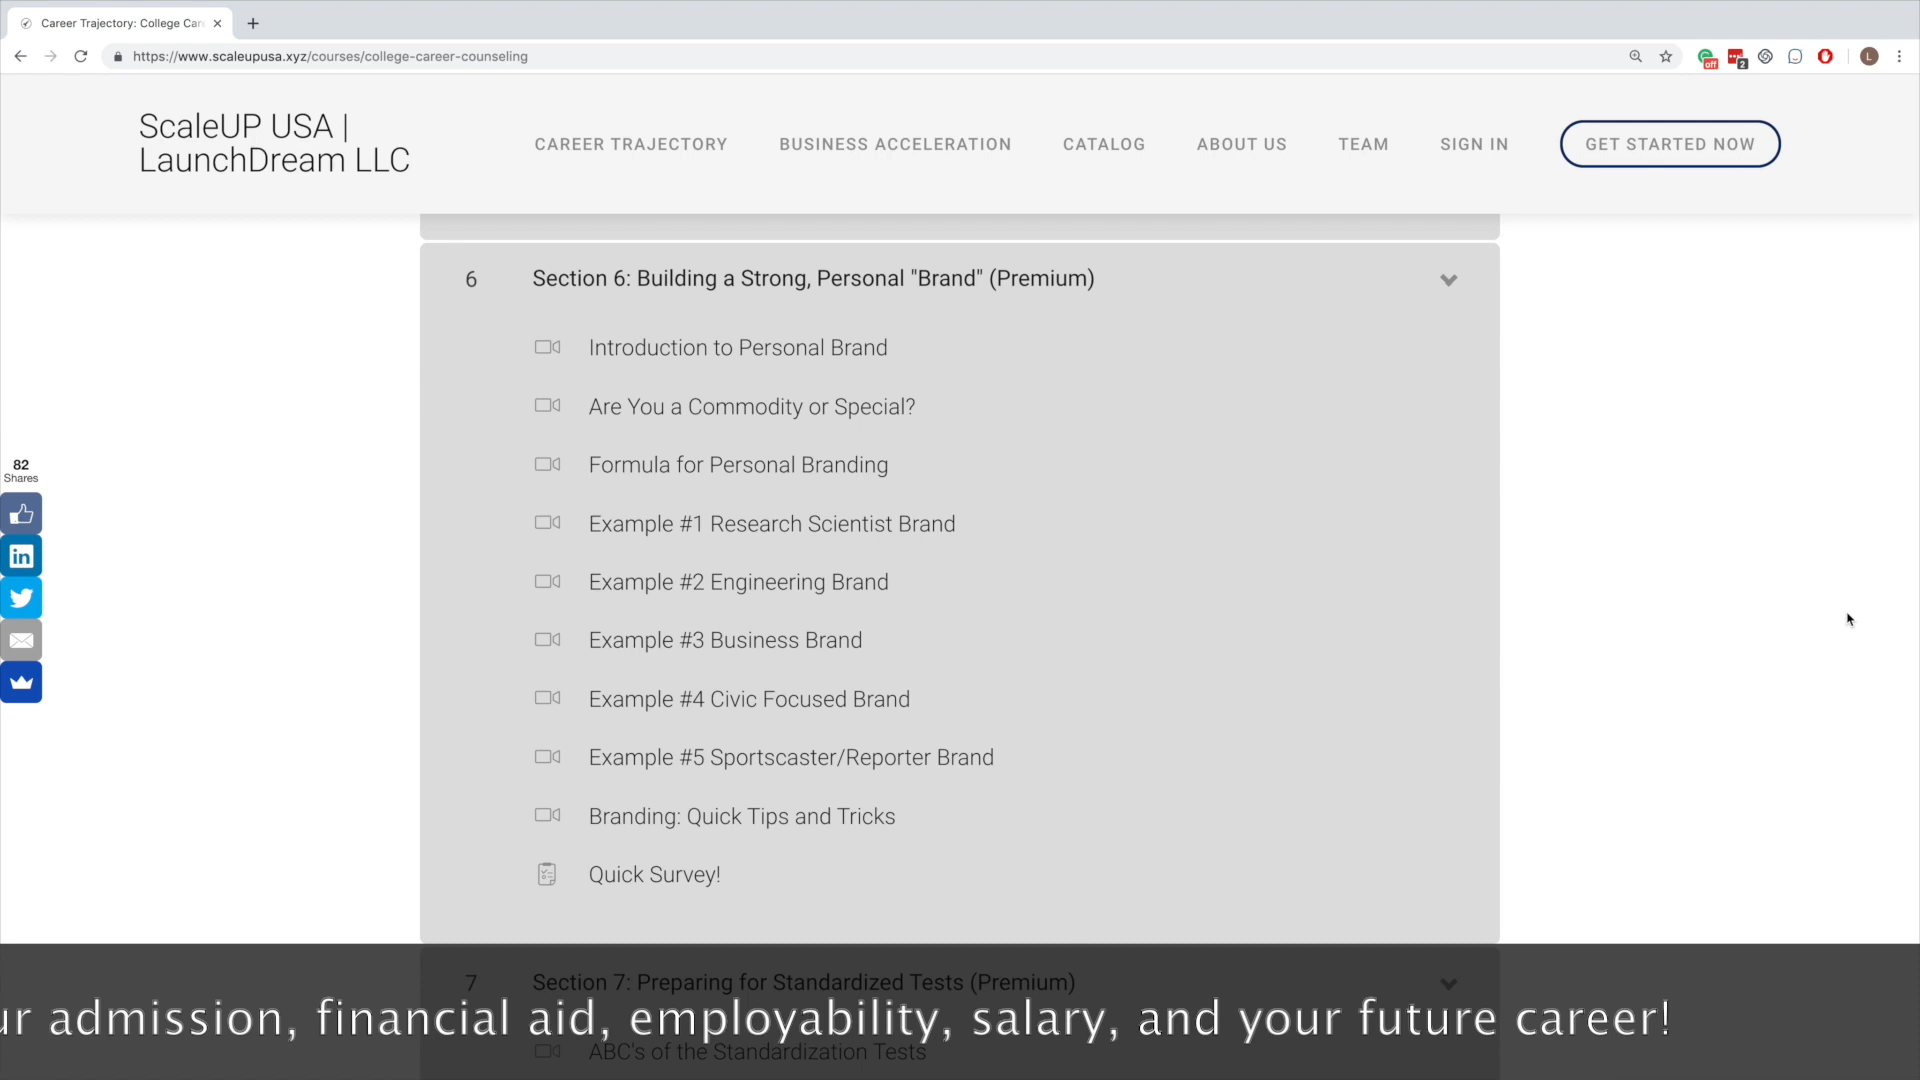 Career Trajectory: College Car
https://www.scaleupusa.xyz/courses/college-career-counseling
off
2
L
ScaleUP USA |
LaunchDream LLC
CAREER TRAJECTORY
BUSINESS ACCELERATION
CATALOG
ABOUT US
TEAM
SIGN IN
GET STARTED NOW
6
Section 6: Building a Strong, Personal "Brand" (Premium)
Introduction to Personal Brand
Are You a Commodity or Special?
Formula for Personal Branding
Example #1 Research Scientist Brand
Example #2 Engineering Brand
Example #3 Business Brand
Example #4 Civic Focused Brand
Example #5 Sportscaster/Reporter Brand
Branding: Quick Tips and Tricks
Quick Survey!
82
Shares
in
7
Section 7: Preparing for Standardized Tests (Premium)
ur admission, financial aid, employability, salary, and your future career!
ABC's of the Standardization Tests